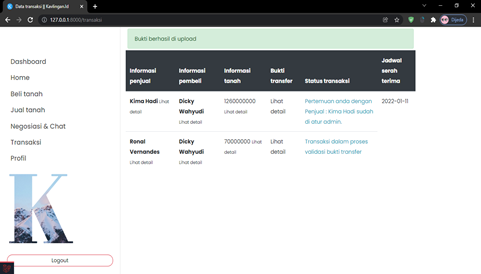 Data transaksi || Kavlingan.Id
127.0.0.1:8000/transaksi
Dijeda
Bukti berhasil di upload
Dashboard
Home
Beli tanah
Jual tanah
Negosiasi & Chat
Transaksi
Profil
Logout
Informasi penjual Informasi pembeli Informasi tanah Bukti transfer Status transaksi Jadwal serah terima
Kima Hadi Lihat detail
Dicky Wahyudi Lihat detail
1260000000 Lihat detail
Lihat detail
Pertemuan anda dengan
Penjual : Kima Hadi sudah
di atur admin.
2022-01-11
Ronal Vernandes Lihat detail
Dicky Wahyudi Lihat detail
70000000 Lihat detail
Lihat detail
Transaksi dalam proses
validasi bukti transfer